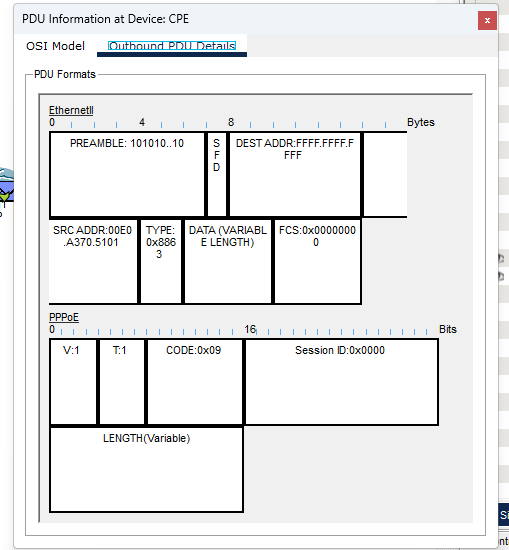 PDU Information at Device: CPE
x
OSI Model
Outbound PDU Details
PDU Formats
EthernetII
0 4 8 Bytes
PREAMBLE: 101010..10
S
F
D
DEST ADDR:FFFF.FFFF.F
FFF
SRC ADDR:00E0
.A370.5101
TYPE:
0x886
3
DATA (VARIABL
E LENGTH)
FCS:0x0000000
0
PPPoE
0 16 Bits
V:1
T:1
CODE:0x09
Session ID:0x0000
LENGTH(Variable)